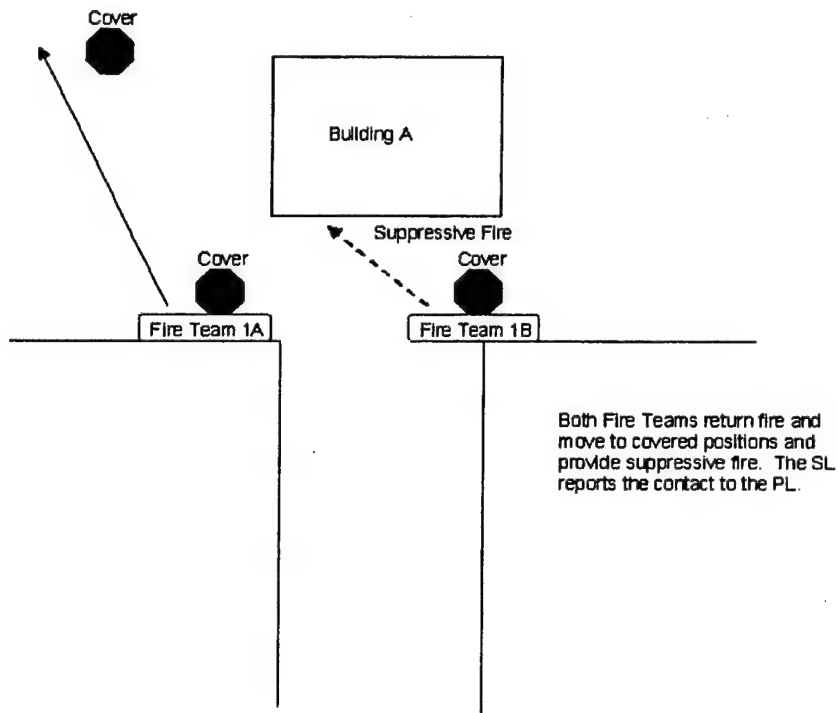 Cover
Building A
Suppressive Fire
Cover
Cover
Fire Team 1A
Fire Team 1B
Both Fire Teams return fire and
move to covered positions and
provide suppressive fire. The SL
reports the contact to the PL.